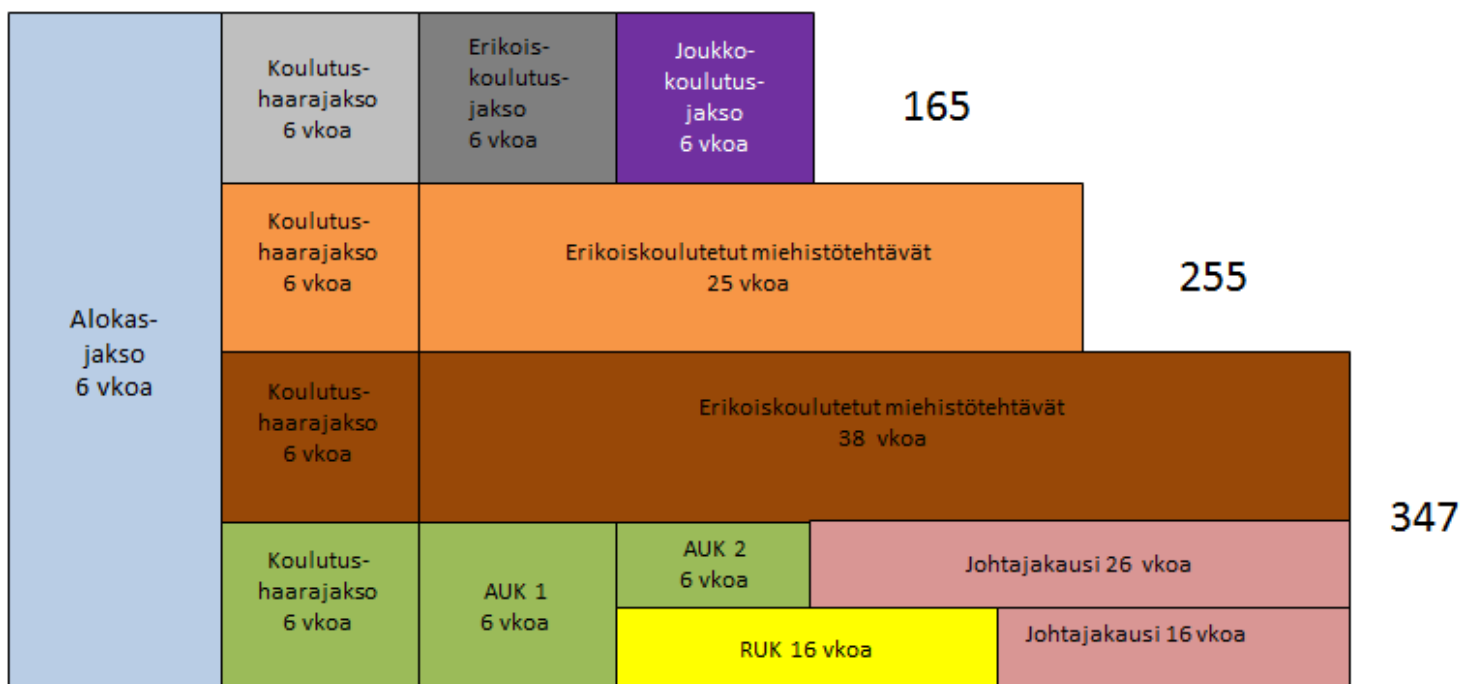 Alokas-
jakso
6 vkoa
Koulutus-
haarajakso
6 vkoa
Erikois-
koulutus-
jakso
6 vkoa
Joukko-
koulutus-
jakso
6 vkoa
165
Koulutus-
haarajakso
6 vkoa
Erikoiskoulutetut miehistötehtävät
25 vkoa
255
Koulutus-
haarajakso
6 vkoa
Erikoiskoulutetut miehistötehtävät
38 vkoa
347
Koulutus-
haarajakso
6 vkoa
AUK 1
6 vkoa
AUK 2
6 vkoa
Johtajakausi 26 vkoa
RUK 16 vkoa
Johtajakausi 16 vkoa